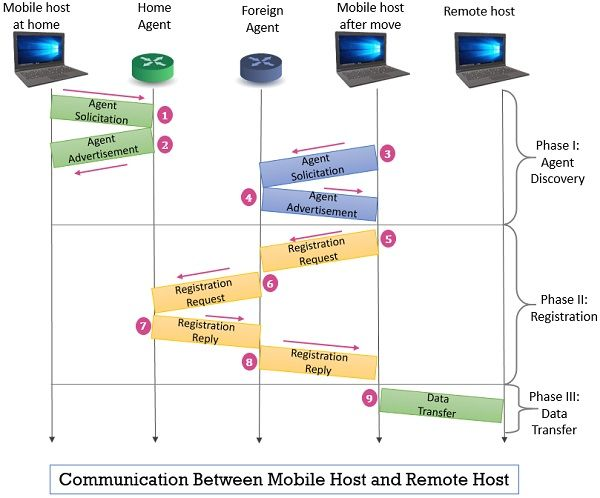 Mobile host
at home
Home
Agent
Foreign
Agent
Mobile host
after move
Remote host
Agent
Solicitation
1
Agent
Advertisement
2
Agent
Solicitation
3
Agent
Advertisement
4
Phase I:
Agent
Discovery
Registration
Request
5
Registration
Request
6
Registration
Reply
7
Registration
Reply
8
Phase II:
Registration
Data
Transfer
9
Phase III:
Data
Transfer
Communication Between Mobile Host and Remote Host